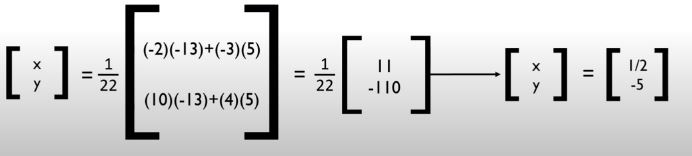 [x y] = 1/22 [(-2)(-13)+(-3)(5) (10)(-13)+(4)(5)] = 1/22 [11 -110] → [x y] = [1/2 -5]